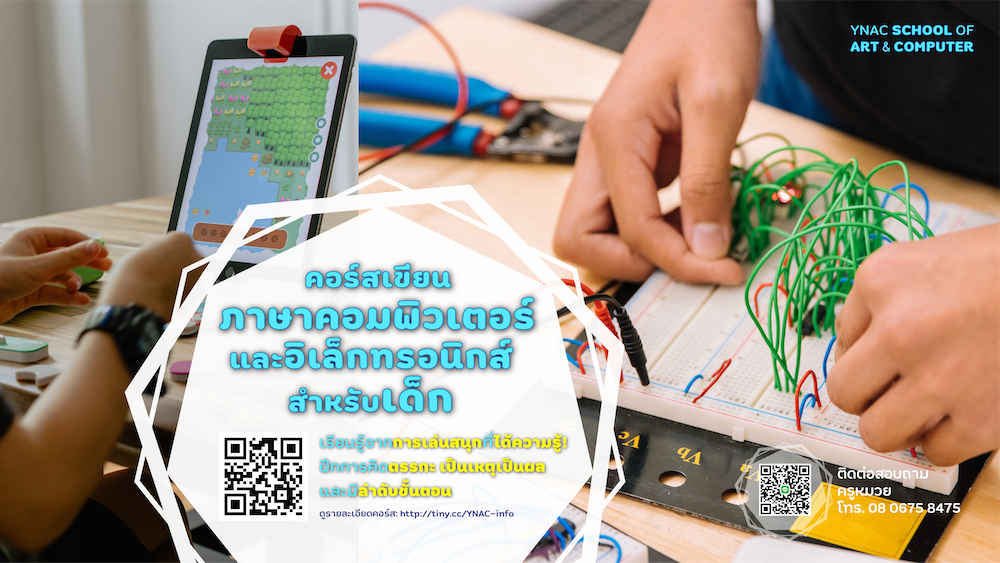 YNAC SCHOOL OF
ART & COMPUTER
คอร์สเขียน
ภาษาคอมพิวเตอร์
และอิเล็กทรอนิกส์
สำหรับเด็ก
เรียนรู้จากการเล่นสนุกที่ได้ความรู้!
ฝึกการคิดตรรกะ เป็นเหตุเป็นผล
และมีลำดับขั้นตอน
ดูรายละเอียดคอร์ส: http://tiny.cc/YNAC-info
Vc
Vb
ติดต่อสอบถาม
ครูหมวย
โทร. 08 0675 8475